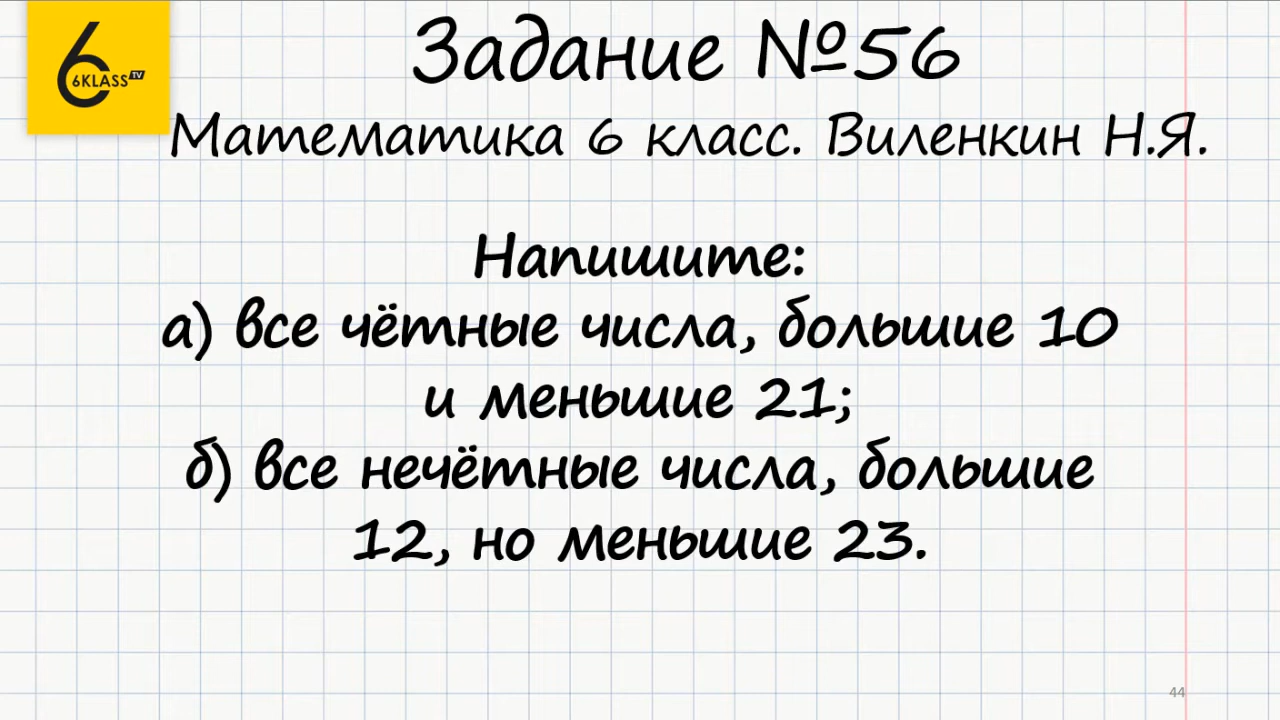 6
6KLASS TV
Задание №56
Математика 6 класс. Виленкин Н.Я.
Напишите:
а) все чётные числа, большие 10
и меньшие 21;
б) все нечётные числа, большие
12, но меньшие 23.
44